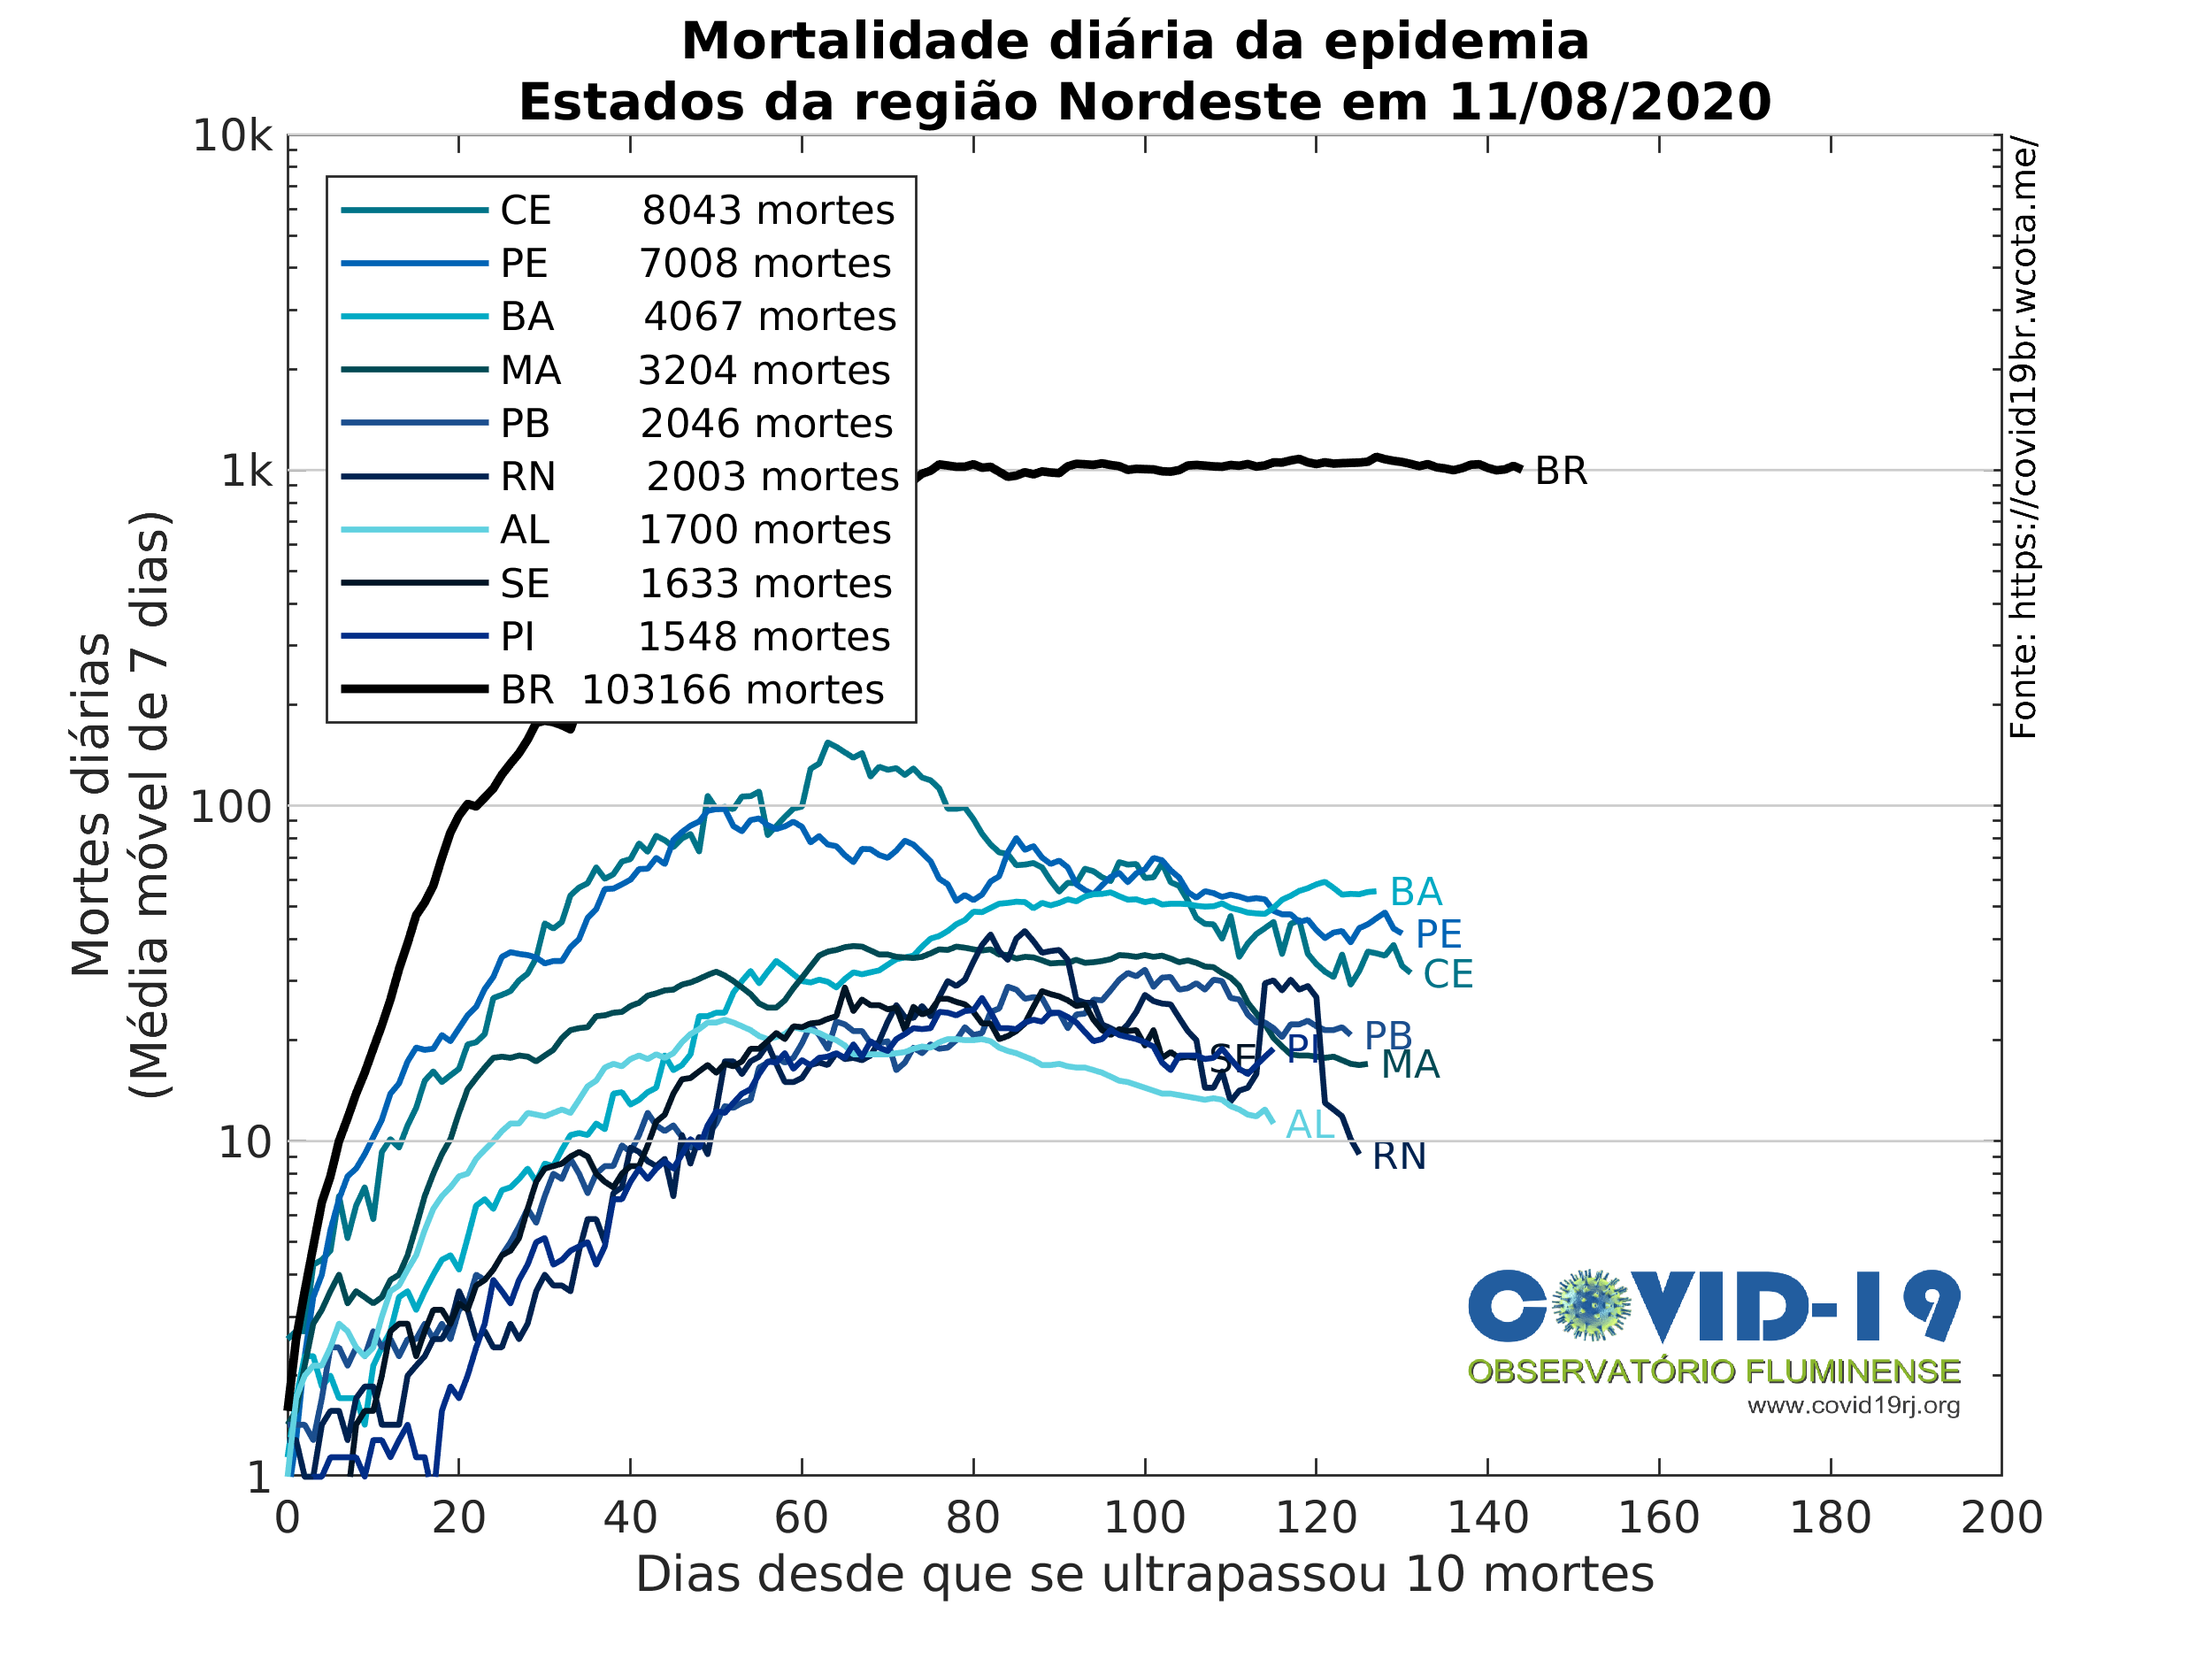 Mortalidade diária da epidemia
Estados da região Nordeste em 11/08/2020
Mortes diárias
(Média móvel de 7 dias)
10k
1k
100
10
1
CE 8043 mortes
PE 7008 mortes
BA 4067 mortes
MA 3204 mortes
PB 2046 mortes
RN 2003 mortes
AL 1700 mortes
SE 1633 mortes
PI 1548 mortes
BR 103166 mortes
BR
BA
PE
CE
PB
SE
PI
MA
AL
RN
Fonte: https://covid19br.wcota.me/
COVID-19
OBSERVATÓRIO FLUMINENSE
www.covid19rj.org
0 20 40 60 80 100 120 140 160 180 200
Dias desde que se ultrapassou 10 mortes